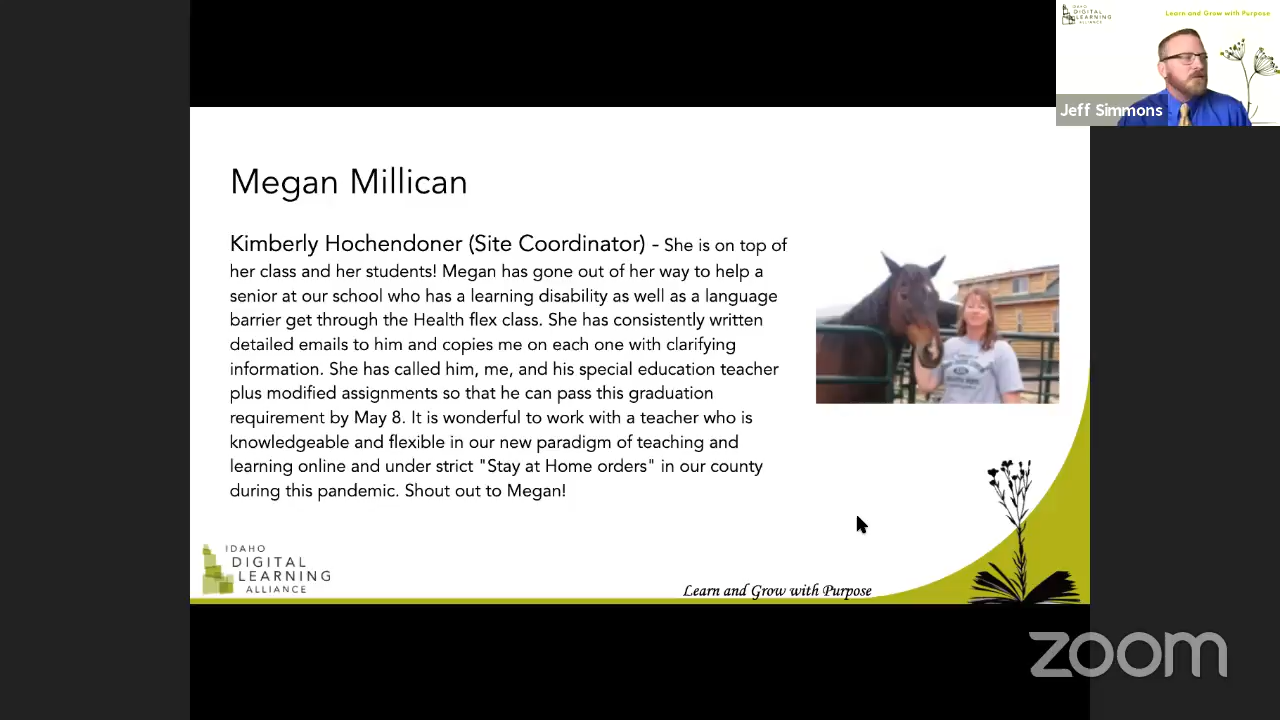 IDAHO
DIGITAL
LEARNING
ALLIANCE
Learn and Grow with Purpose
Jeff Simmons
Megan Millican
Kimberly Hochendoner (Site Coordinator) - She is on top of
her class and her students! Megan has gone out of her way to help a
senior at our school who has a learning disability as well as a language
barrier get through the Health flex class. She has consistently written
detailed emails to him and copies me on each one with clarifying
information. She has called him, me, and his special education teacher
plus modified assignments so that he can pass this graduation
requirement by May 8. It is wonderful to work with a teacher who is
knowledgeable and flexible in our new paradigm of teaching and
learning online and under strict "Stay at Home orders" in our county
during this pandemic. Shout out to Megan!
IDAHO
DIGITAL
LEARNING
ALLIANCE
Learn and Grow with Purpose
zoom